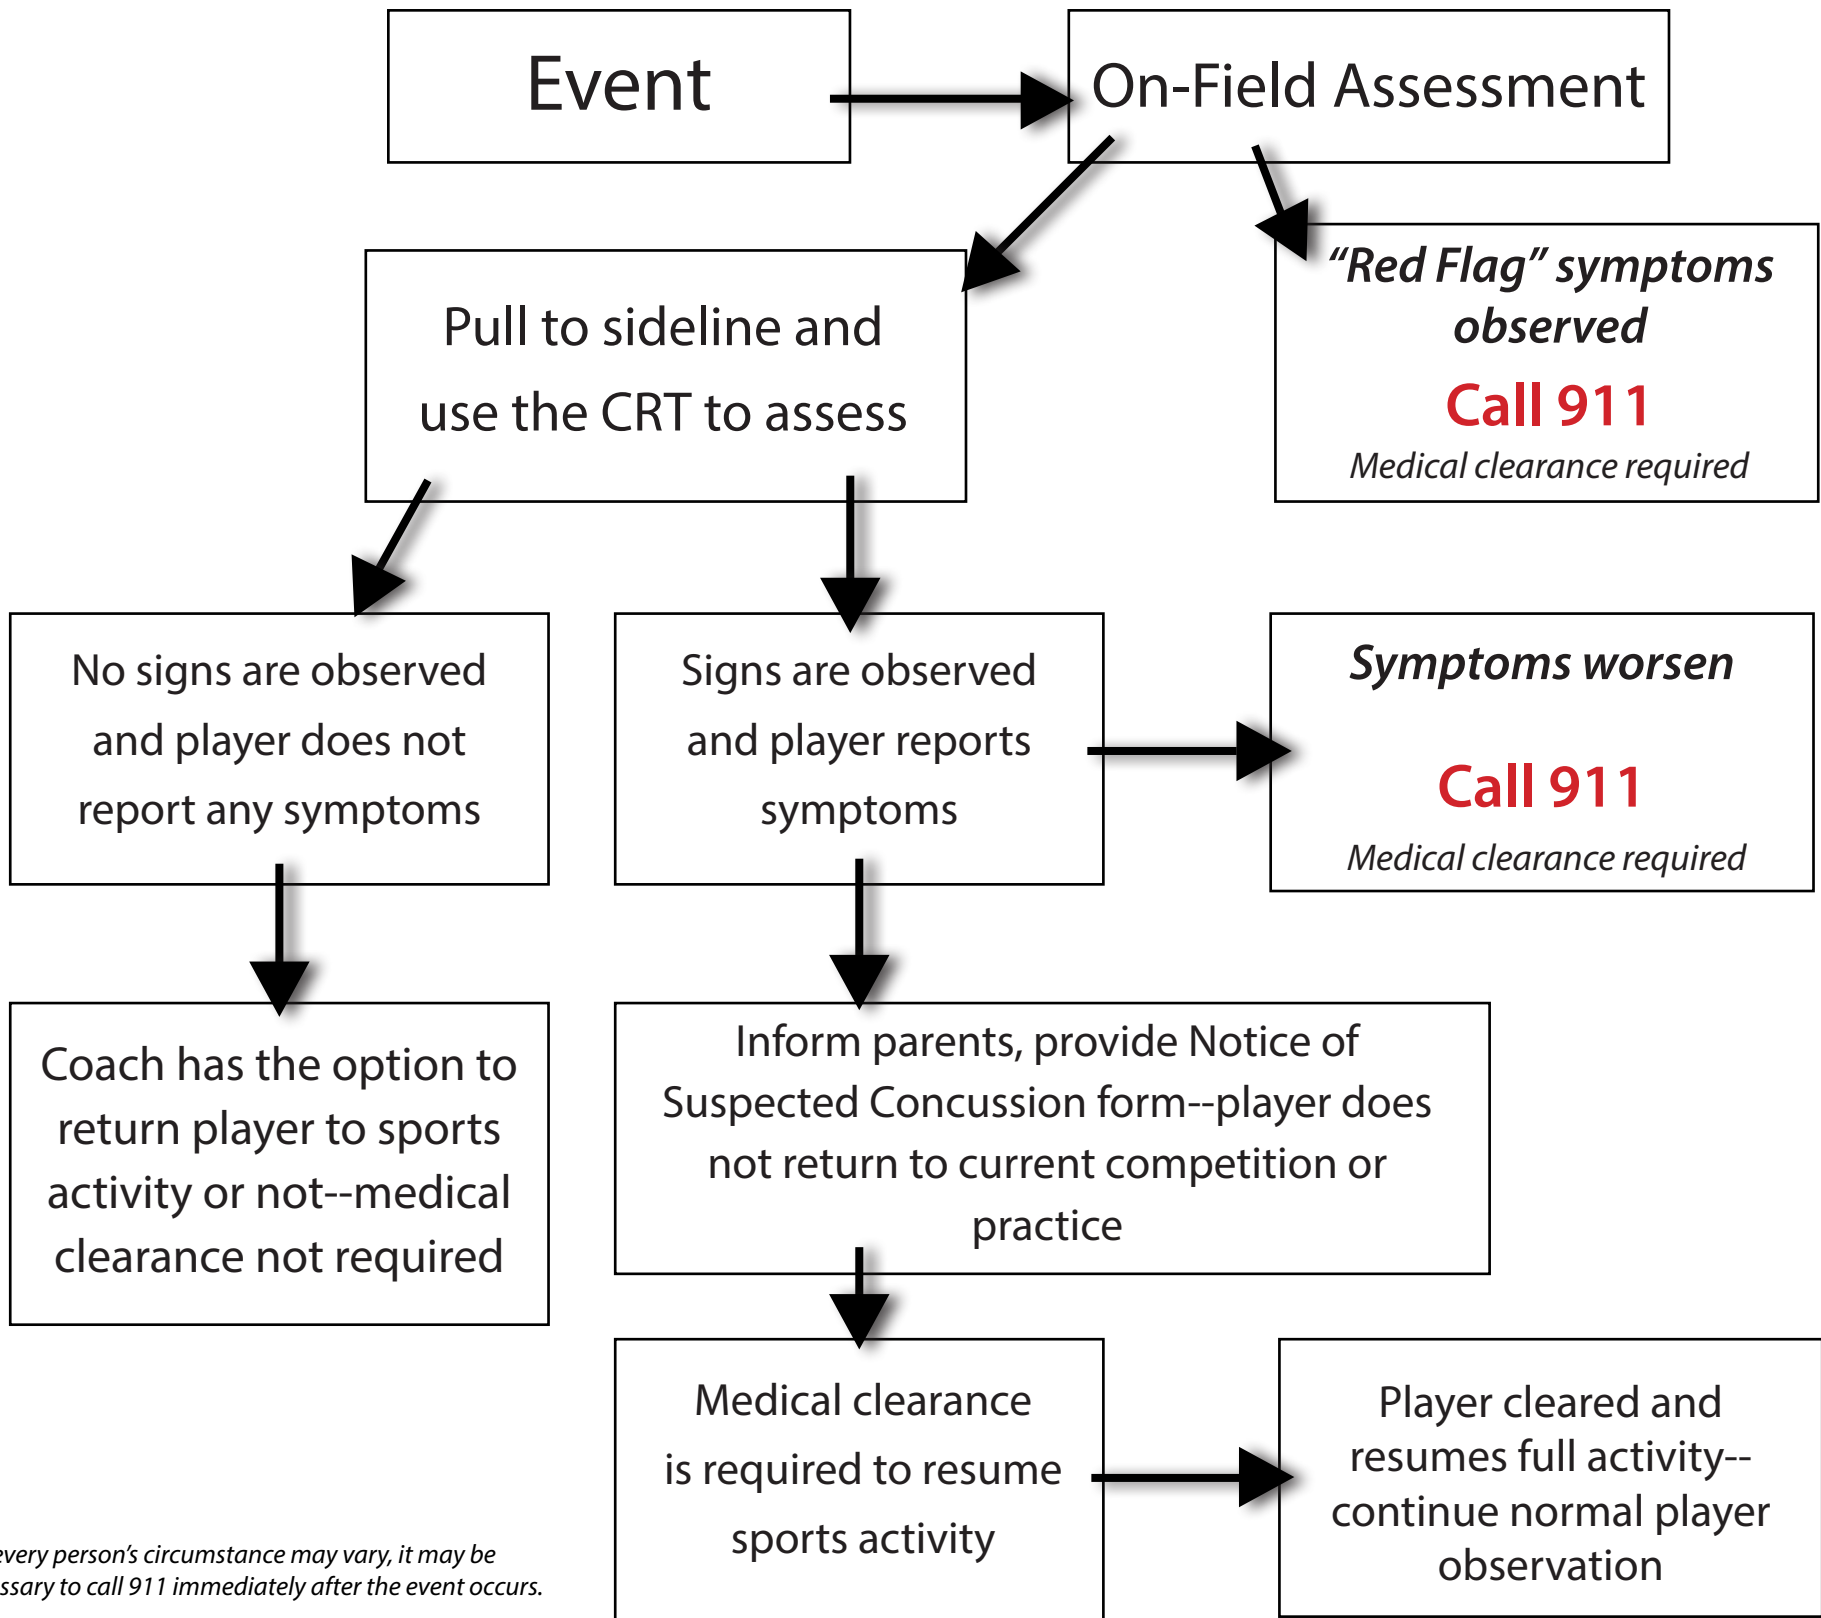 Event
On-Field Assessment
"Red Flag" symptoms
observed
Call 911
Medical clearance required
Pull to sideline and
use the CRT to assess
No signs are observed
and player does not
report any symptoms
Signs are observed
and player reports
symptoms
Symptoms worsen
Call 911
Medical clearance required
Coach has the option to
return player to sports
activity or not--medical
clearance not required
Inform parents, provide Notice of
Suspected Concussion form--player does
not return to current competition or
practice
Medical clearance
is required to resume
sports activity
Player cleared and
resumes full activity--
continue normal player
observation
every person's circumstance may vary, it may be
to call 911 immediately after the event occurs.